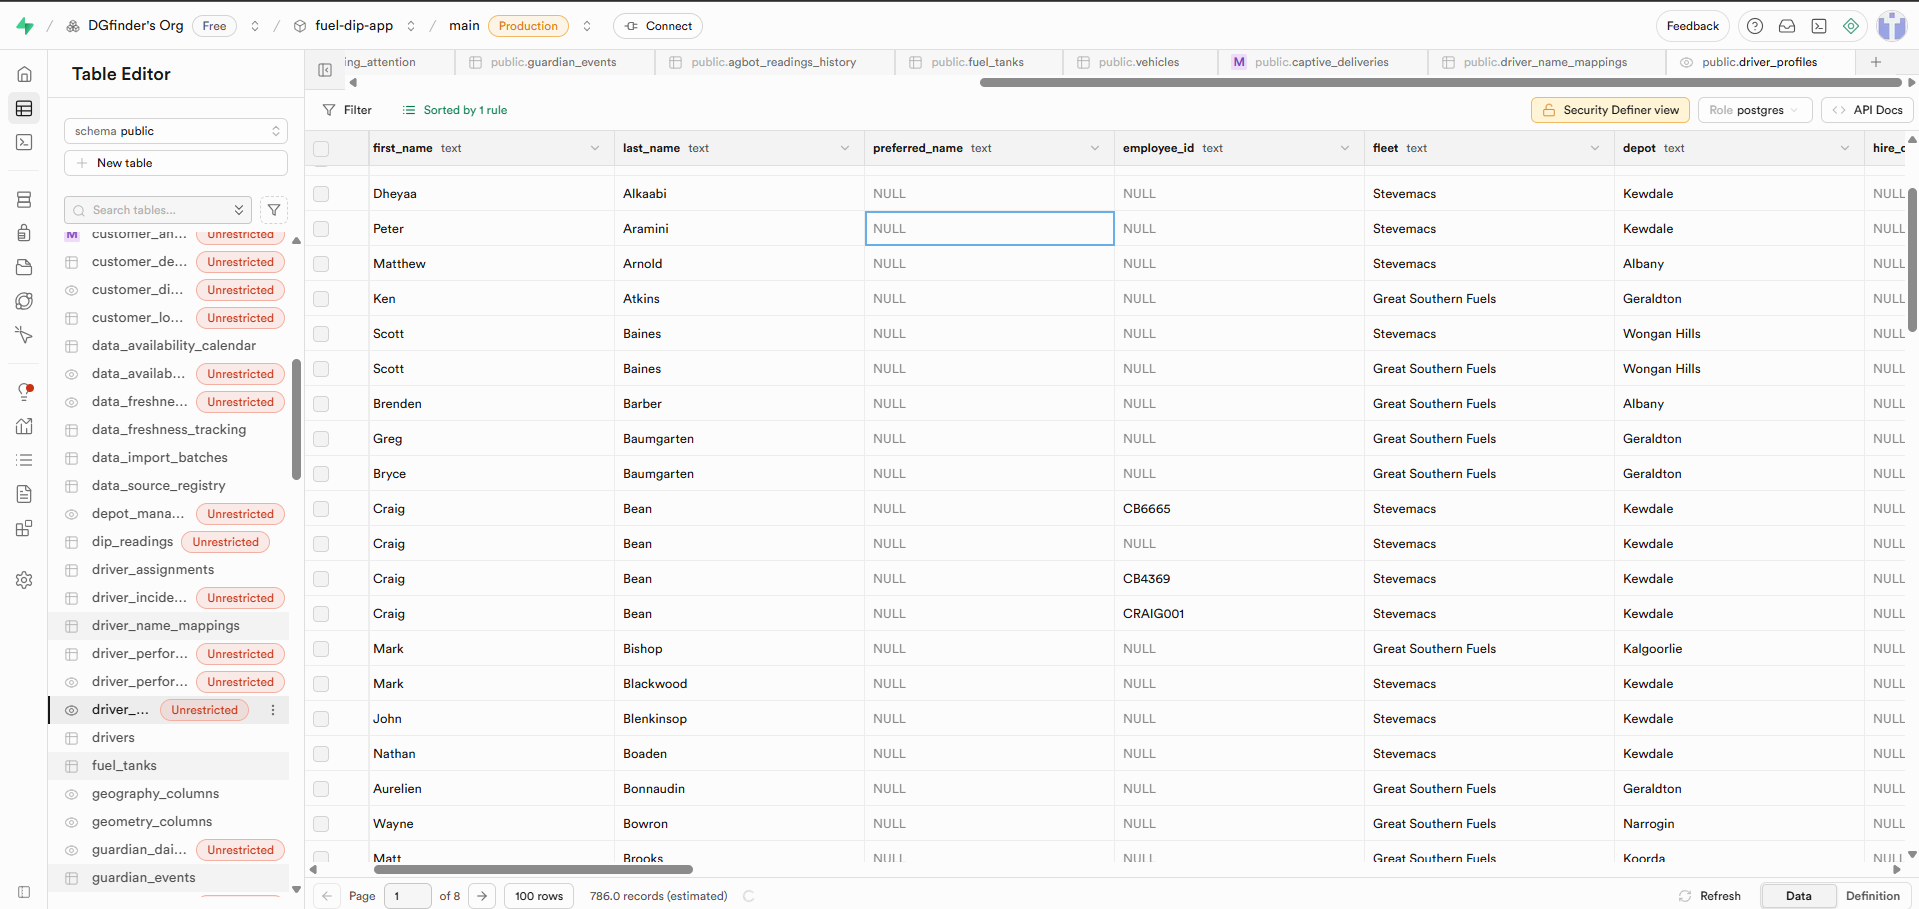 DGfinder's Org Free / fuel-dip-app / main Production Connect
Feedback
Table Editor
schema public
New table
Search tables...
customer_an... Unrestricted
customer_de... Unrestricted
customer_di... Unrestricted
customer_lo... Unrestricted
data_availability_calendar
data_availab... Unrestricted
data_freshne... Unrestricted
data_freshness_tracking
data_import_batches
data_source_registry
depot_mana... Unrestricted
dip_readings Unrestricted
driver_assignments
driver_incide... Unrestricted
driver_name_mappings
driver_perfor... Unrestricted
driver_perfor... Unrestricted
driver_... Unrestricted
drivers
fuel_tanks
geography_columns
geometry_columns
guardian_dai... Unrestricted
guardian_events
ing_attention public.guardian_events public.agbot_readings_history public.fuel_tanks public.vehicles M public.captive_deliveries public.driver_name_mappings public.driver_profiles
Filter Sorted by 1 rule
Security Definer view Role postgres API Docs
first_name text last_name text preferred_name text employee_id text fleet text depot text hire_c
Dheyaa Alkaabi NULL NULL Stevemacs Kewdale NULL
Peter Aramini NULL NULL Stevemacs Kewdale NULL
Matthew Arnold NULL NULL Stevemacs Albany NULL
Ken Atkins NULL NULL Great Southern Fuels Geraldton NULL
Scott Baines NULL NULL Stevemacs Wongan Hills NULL
Scott Baines NULL NULL Great Southern Fuels Wongan Hills NULL
Brenden Barber NULL NULL Great Southern Fuels Albany NULL
Greg Baumgarten NULL NULL Great Southern Fuels Geraldton NULL
Bryce Baumgarten NULL NULL Great Southern Fuels Geraldton NULL
Craig Bean NULL CB6665 Stevemacs Kewdale NULL
Craig Bean NULL NULL Stevemacs Kewdale NULL
Craig Bean NULL CB4369 Stevemacs Kewdale NULL
Craig Bean NULL CRAIG001 Stevemacs Kewdale NULL
Mark Bishop NULL NULL Great Southern Fuels Kalgoorlie NULL
Mark Blackwood NULL NULL Stevemacs Kewdale NULL
John Blenkinsop NULL NULL Stevemacs Kewdale NULL
Nathan Boaden NULL NULL Stevemacs Kewdale NULL
Aurelien Bonnaudin NULL NULL Great Southern Fuels Geraldton NULL
Wayne Bowron NULL NULL Great Southern Fuels Narrogin NULL
Matt Brooks NULL NULL Great Southern Fuels Koorda NULL
Page 1 of 8 100 rows 786.0 records (estimated)
Refresh Data Definition